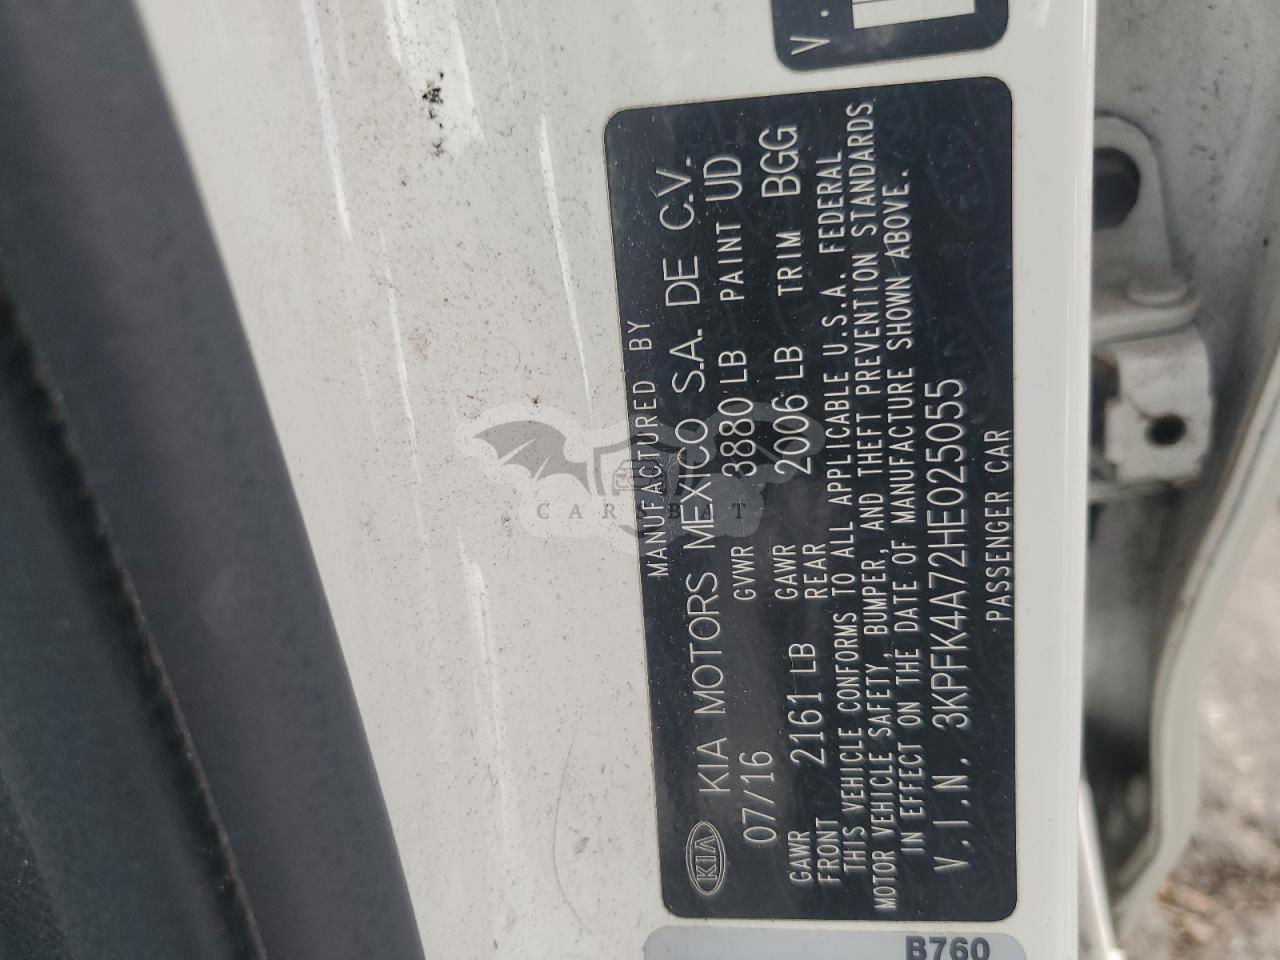 V.
MANUFACTURED BY
KIA KIA MOTORS MEXICO S.A. DE C.V.
07/16 GVWR 3880 LB PAINT UD
GAWR FRONT 2161 LB GAWR REAR 2006 LB TRIM BGG
THIS VEHICLE CONFORMS TO ALL APPLICABLE U.S.A. FEDERAL
MOTOR VEHICLE SAFETY, BUMPER, AND THEFT PREVENTION STANDARDS
IN EFFECT ON THE DATE OF MANUFACTURE SHOWN ABOVE.
V.I.N. 3KPFK4A72HE025055
PASSENGER CAR
B760
CARSBAT